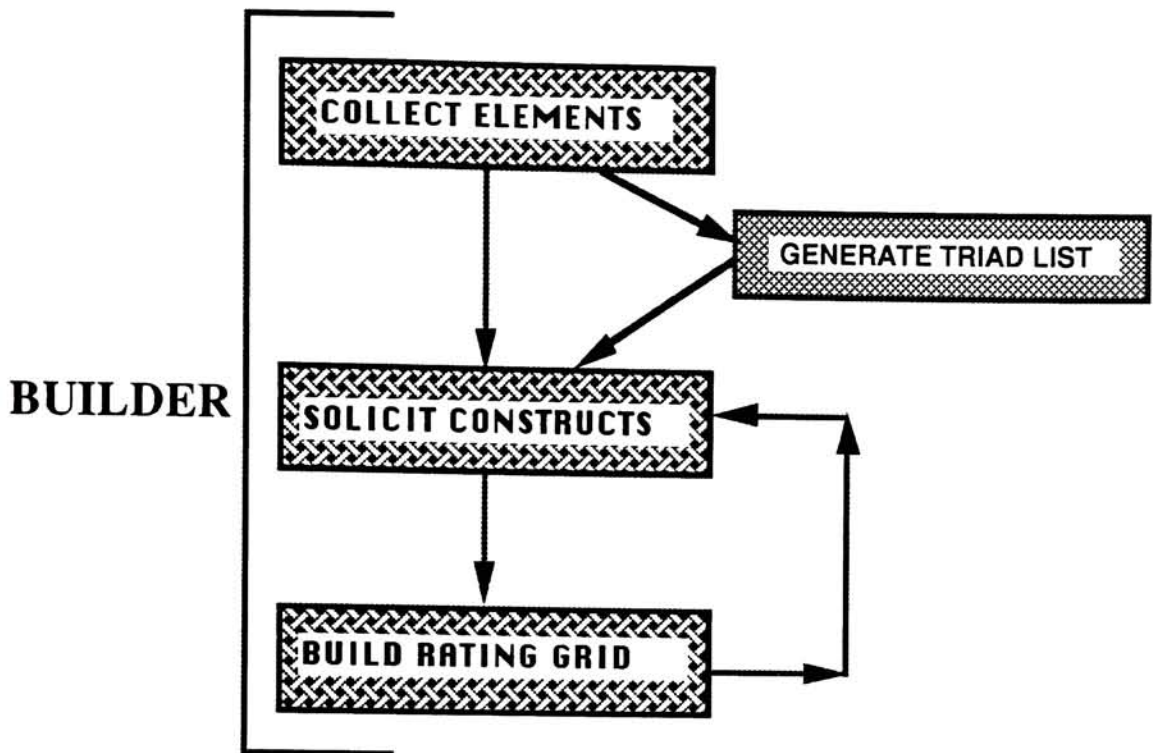 COLLECT ELEMENTS
GENERATE TRIAD LIST
BUILDER
SOLICIT CONSTRUCTS
BUILD RATING GRID